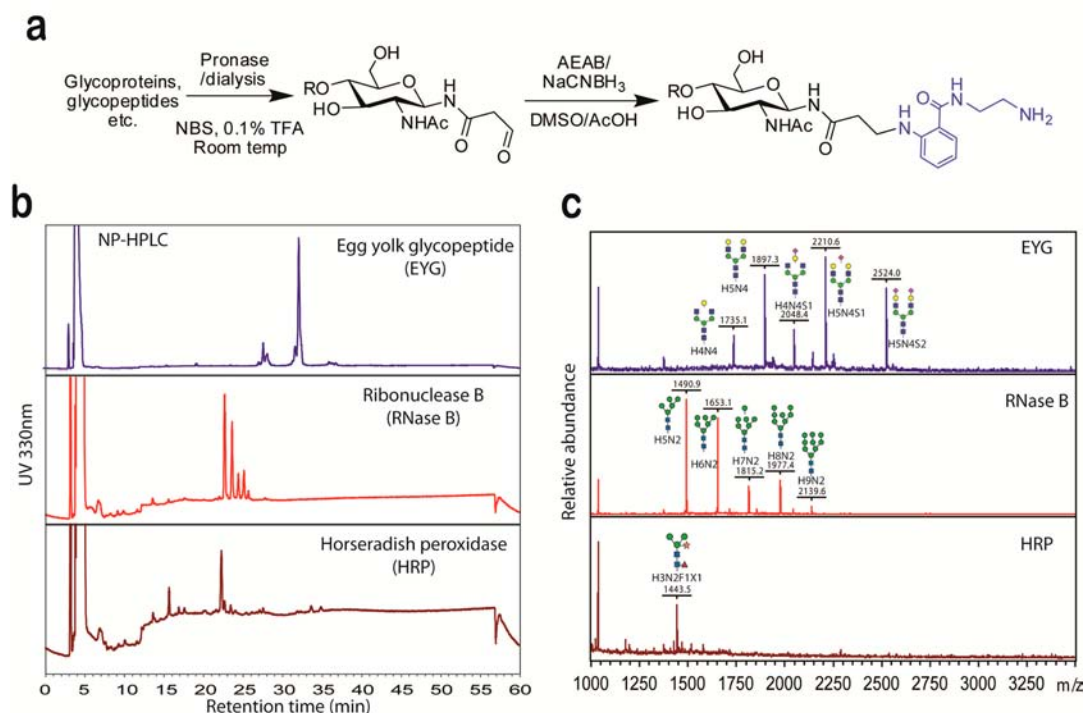 a
Glycoproteins,
glycopeptides
etc.
Pronase
/dialysis
NBS, 0.1% TFA
Room temp
OH
RO
HO
O
NHAc
H
N
O
O
AEAB/
NaCNBH3
DMSO/AcOH
OH
RO
HO
O
NHAc
H
N
O
H
N
O
H
N
NH2
b
NP-HPLC
Egg yolk glycopeptide
(EYG)
Ribonuclease B
(RNase B)
Horseradish peroxidase
(HRP)
UV 330nm
0 5 10 15 20 25 30 35 40 45 50 55 60
Retention time (min)
c
EYG
H4N4
1735.1
H5N4
1897.3
H4N4S1
2048.4
2210.6
H5N4S1
2524.0
H5N4S2
RNase B
1490.9
H5N2
1653.1
H6N2
H7N2
1815.2
H8N2
1977.4
H9N2
2139.6
HRP
H3N2F1X1
1443.5
Relative abundance
1000 1500 1750 2000 2250 2500 2750 3000 3250 m/z